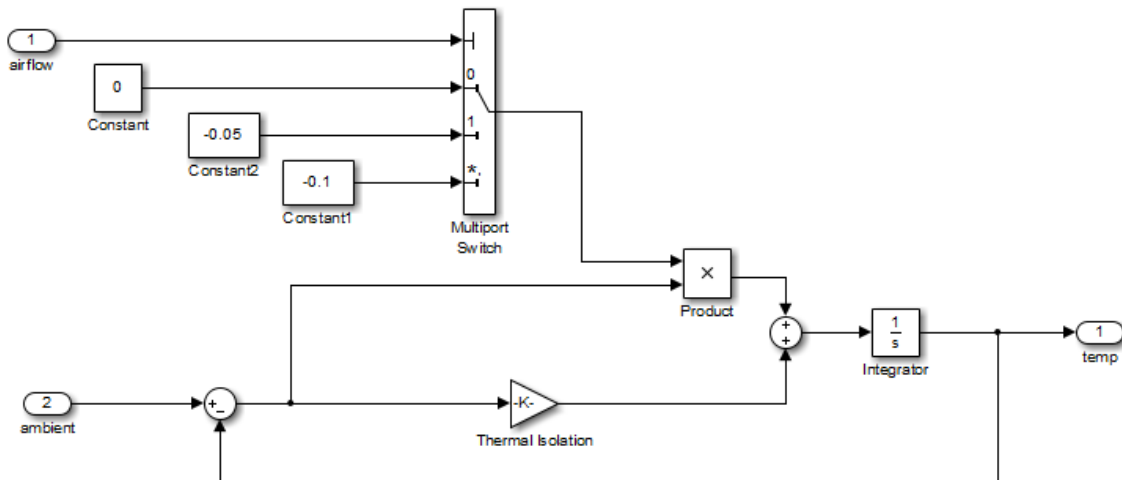 1
airflow
0
Constant
-0.05
Constant2
-0.1
Constant1
0
1
*,
Multiport
Switch
×
Product
+
+
1
s
Integrator
1
temp
2
ambient
+
-
-K-
Thermal Isolation